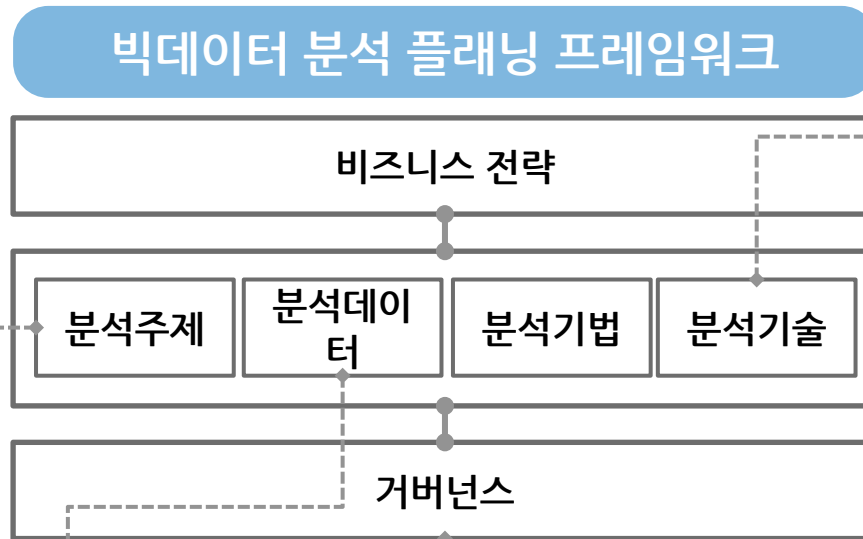 빅데이터 분석 플래닝 프레임워크
비즈니스 전략
분석주제
분석데이
터
분석기법
분석기술
거버넌스